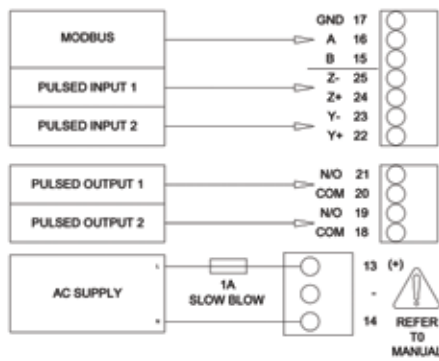 MODBUS
GND 17
A 16
B 15
PULSED INPUT 1
Z- 25
Z+ 24
PULSED INPUT 2
Y- 23
Y+ 22
PULSED OUTPUT 1
N/O 21
COM 20
PULSED OUTPUT 2
N/O 19
COM 18
AC SUPPLY
L
N
1A
SLOW BLOW
13 (+)
-
14
REFER
TO
MANUAL